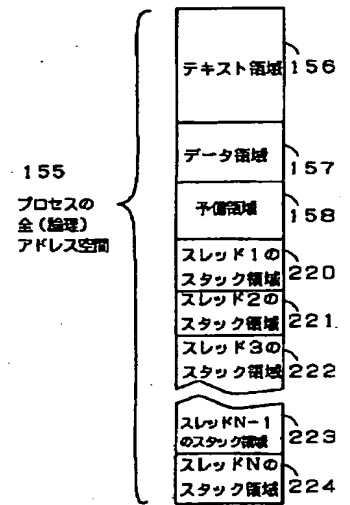 テキスト領域 156
データ領域 157
155
プロセスの
全(論理)
アドレス空間
予備領域 158
スレッド1の
スタック領域 220
スレッド2の
スタック領域 221
スレッド3の
スタック領域 222
スレッドN-1
のスタック領域 223
スレッドNの
スタック領域 224